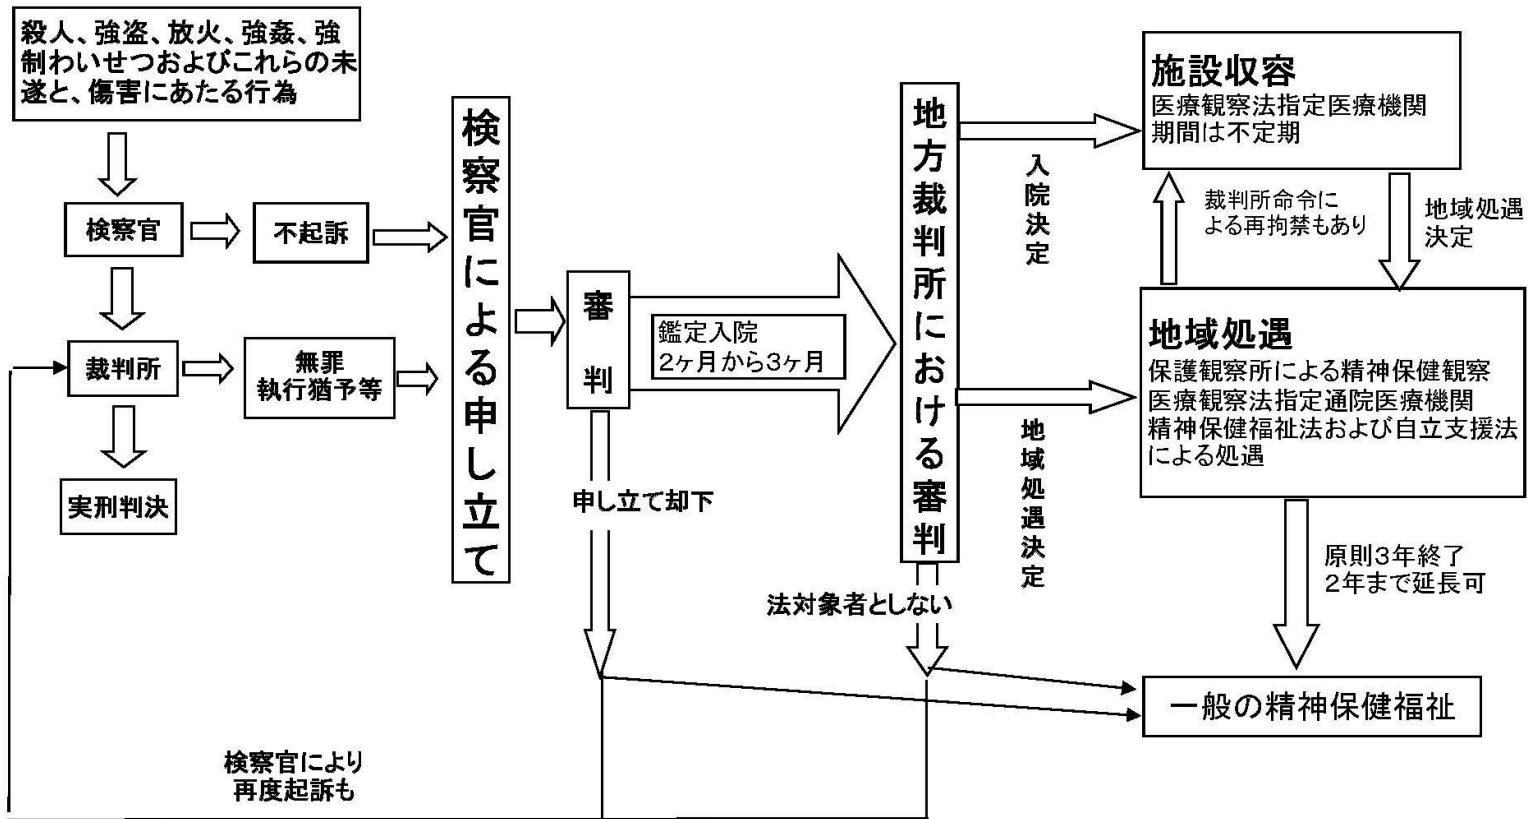 殺人、強盗、放火、強姦、強
制わいせつおよびこれらの未
遂と、傷害にあたる行為
検察官
不起訴
裁判所
無罪
執行猶予等
実刑判決
検察官による申し立て
審判
鑑定入院
2ヶ月から3ヶ月
申し立て却下
地方裁判所における審判
法対象者としない
入院決定
地域処遇決定
施設収容
医療観察法指定医療機関
期間は不定期
裁判所命令に
よる再拘禁もあり
地域処遇
決定
地域処遇
保護観察所による精神保健観察
医療観察法指定通院医療機関
精神保健福祉法および自立支援法
による処遇
原則3年終了
2年まで延長可
一般の精神保健福祉
検察官により
再度起訴も